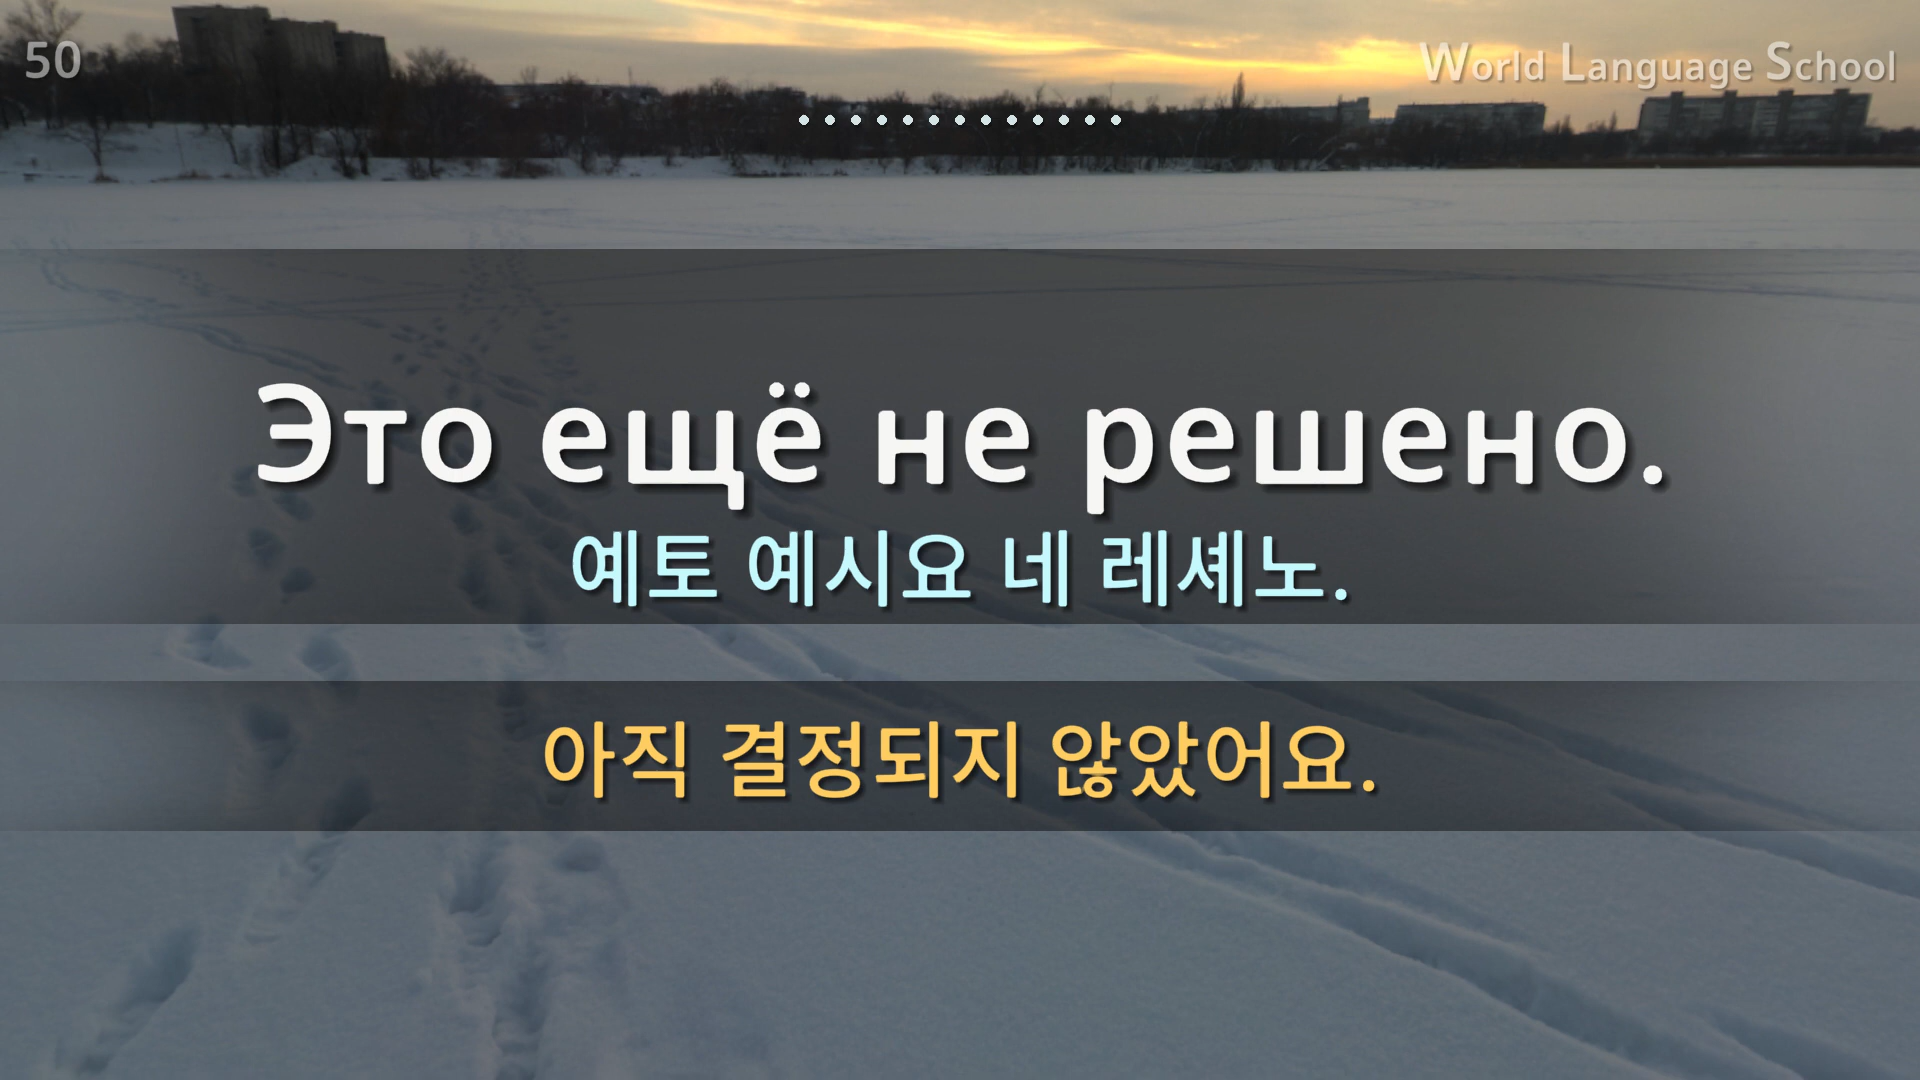 50
World Language School
Это ещё не решено.
예토 예시요 네 레셰노.
아직 결정되지 않았어요.